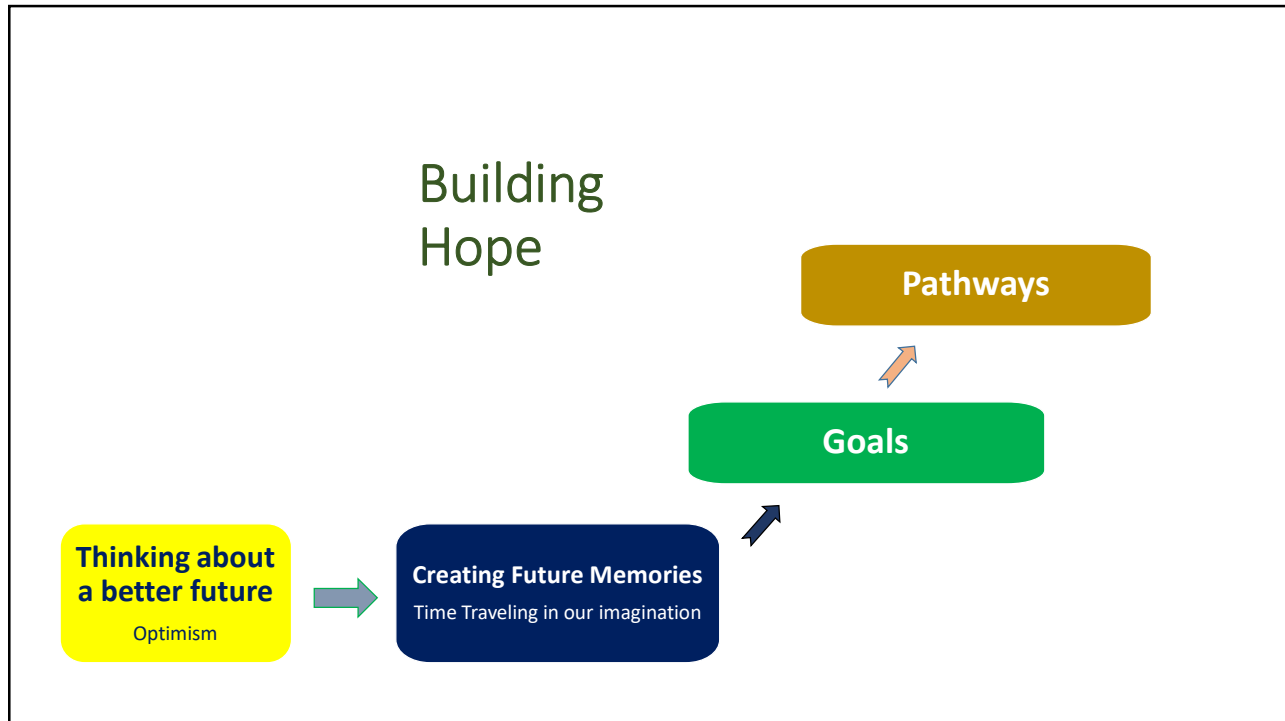 Building
Hope
Pathways
Goals
Thinking about
a better future
Optimism
Creating Future Memories
Time Traveling in our imagination